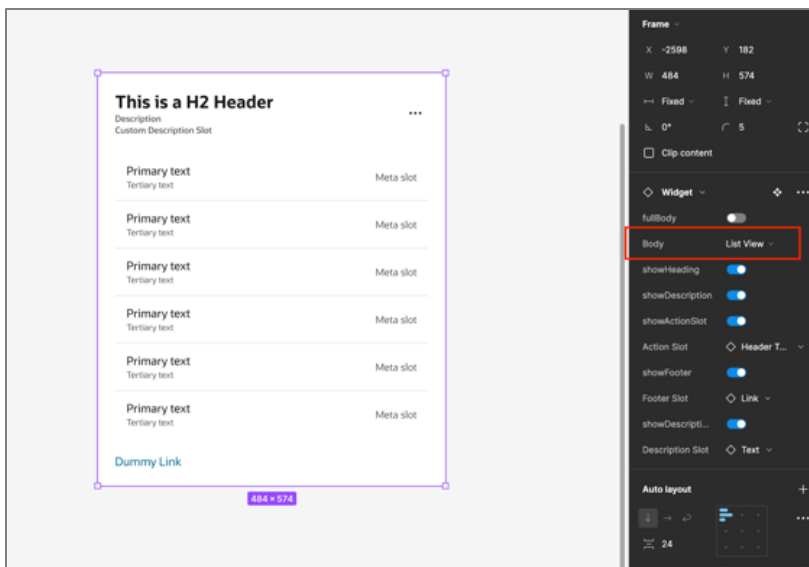 This is a H2 Header
Description
Custom Description Slot
Primary text
Tertiary text
Meta slot
Primary text
Tertiary text
Meta slot
Primary text
Tertiary text
Meta slot
Primary text
Tertiary text
Meta slot
Primary text
Tertiary text
Meta slot
Primary text
Tertiary text
Meta slot
Dummy Link
484 × 574
Frame
X -2598 Y 182
W 484 H 574
Fixed Fixed
0° 5
Clip content
Widget
fullBody
Body List View
showHeading
showDescription
showActionSlot
Action Slot Header T...
showFooter
Footer Slot Link
showDescripti...
Description Slot Text
Auto layout
24